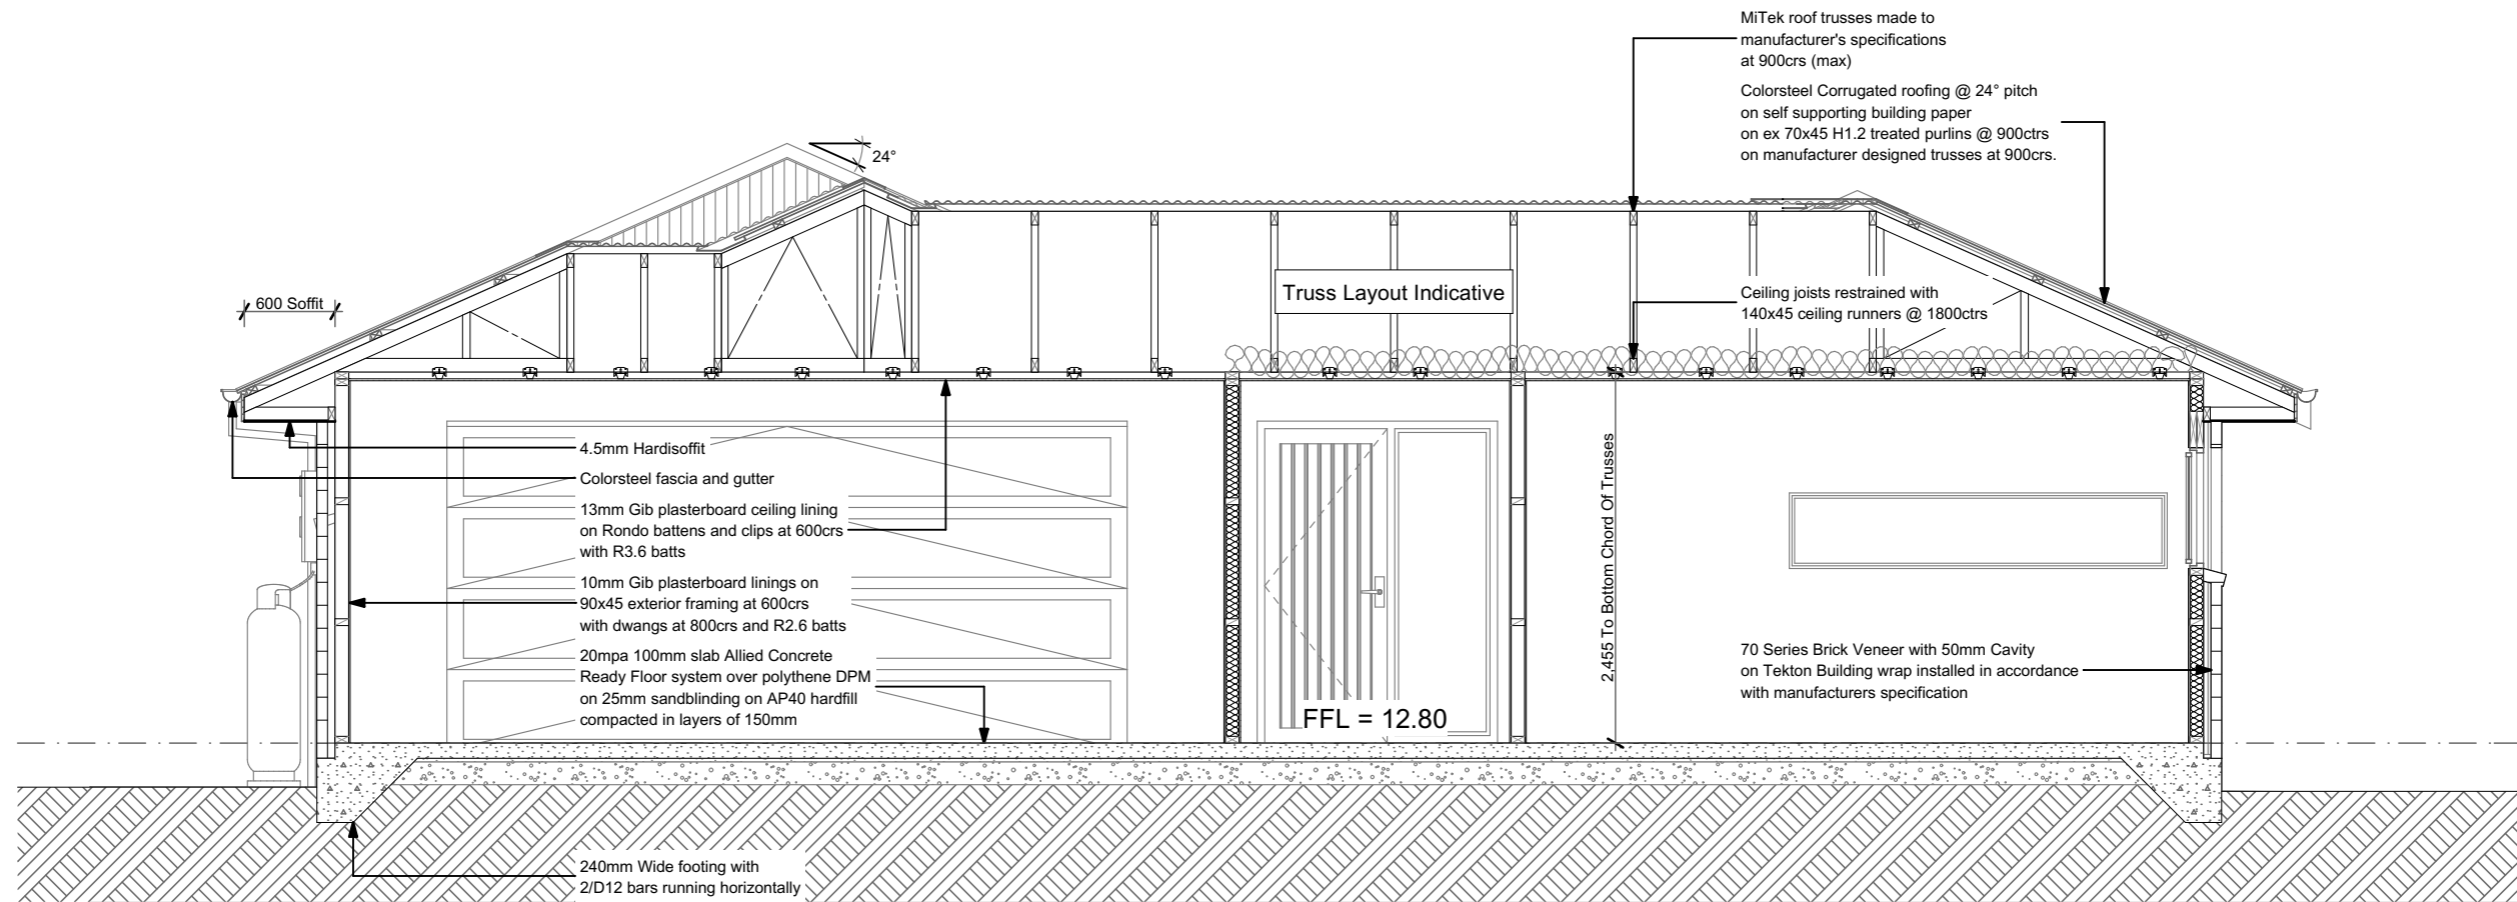 MiTek roof trusses made to
manufacturer's specifications
at 900crs (max)
Colorsteel Corrugated roofing @ 24° pitch
on self supporting building paper
on ex 70x45 H1.2 treated purlins @ 900ctrs
on manufacturer designed trusses at 900crs.
24°
600 Soffit
Truss Layout Indicative
Ceiling joists restrained with
140x45 ceiling runners @ 1800ctrs
4.5mm Hardisoffit
Colorsteel fascia and gutter
13mm Gib plasterboard ceiling lining
on Rondo battens and clips at 600crs
with R3.6 batts
10mm Gib plasterboard linings on
90x45 exterior framing at 600crs
with dwangs at 800crs and R2.6 batts
20mpa 100mm slab Allied Concrete
Ready Floor system over polythene DPM
on 25mm sandblinding on AP40 hardfill
compacted in layers of 150mm
FFL = 12.80
2,455 To Bottom Chord Of Trusses
70 Series Brick Veneer with 50mm Cavity
on Tekton Building wrap installed in accordance
with manufacturers specification
240mm Wide footing with
2/D12 bars running horizontally